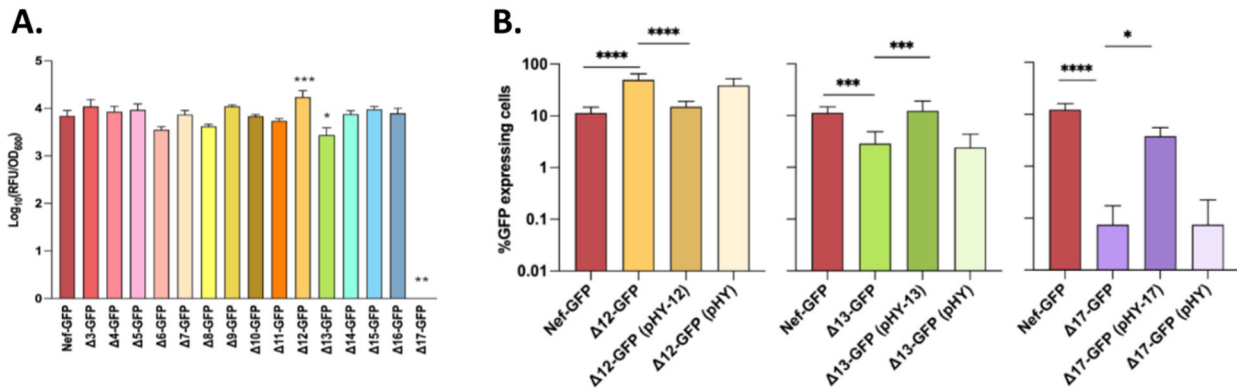 A.
Log10(RFU/OD600)
5
4
3
2
1
0
***
*
**
Nef-GFP
Δ3-GFP
Δ4-GFP
Δ5-GFP
Δ6-GFP
Δ7-GFP
Δ8-GFP
Δ9-GFP
Δ10-GFP
Δ11-GFP
Δ12-GFP
Δ13-GFP
Δ14-GFP
Δ15-GFP
Δ16-GFP
Δ17-GFP
B.
%GFP expressing cells
100
10
1
0.1
0.01
****
****
Nef-GFP
Δ12-GFP
Δ12-GFP (pHY-12)
Δ12-GFP (pHY)
***
***
Nef-GFP
Δ13-GFP
Δ13-GFP (pHY-13)
Δ13-GFP (pHY)
*
****
Nef-GFP
Δ17-GFP
Δ17-GFP (pHY-17)
Δ17-GFP (pHY)